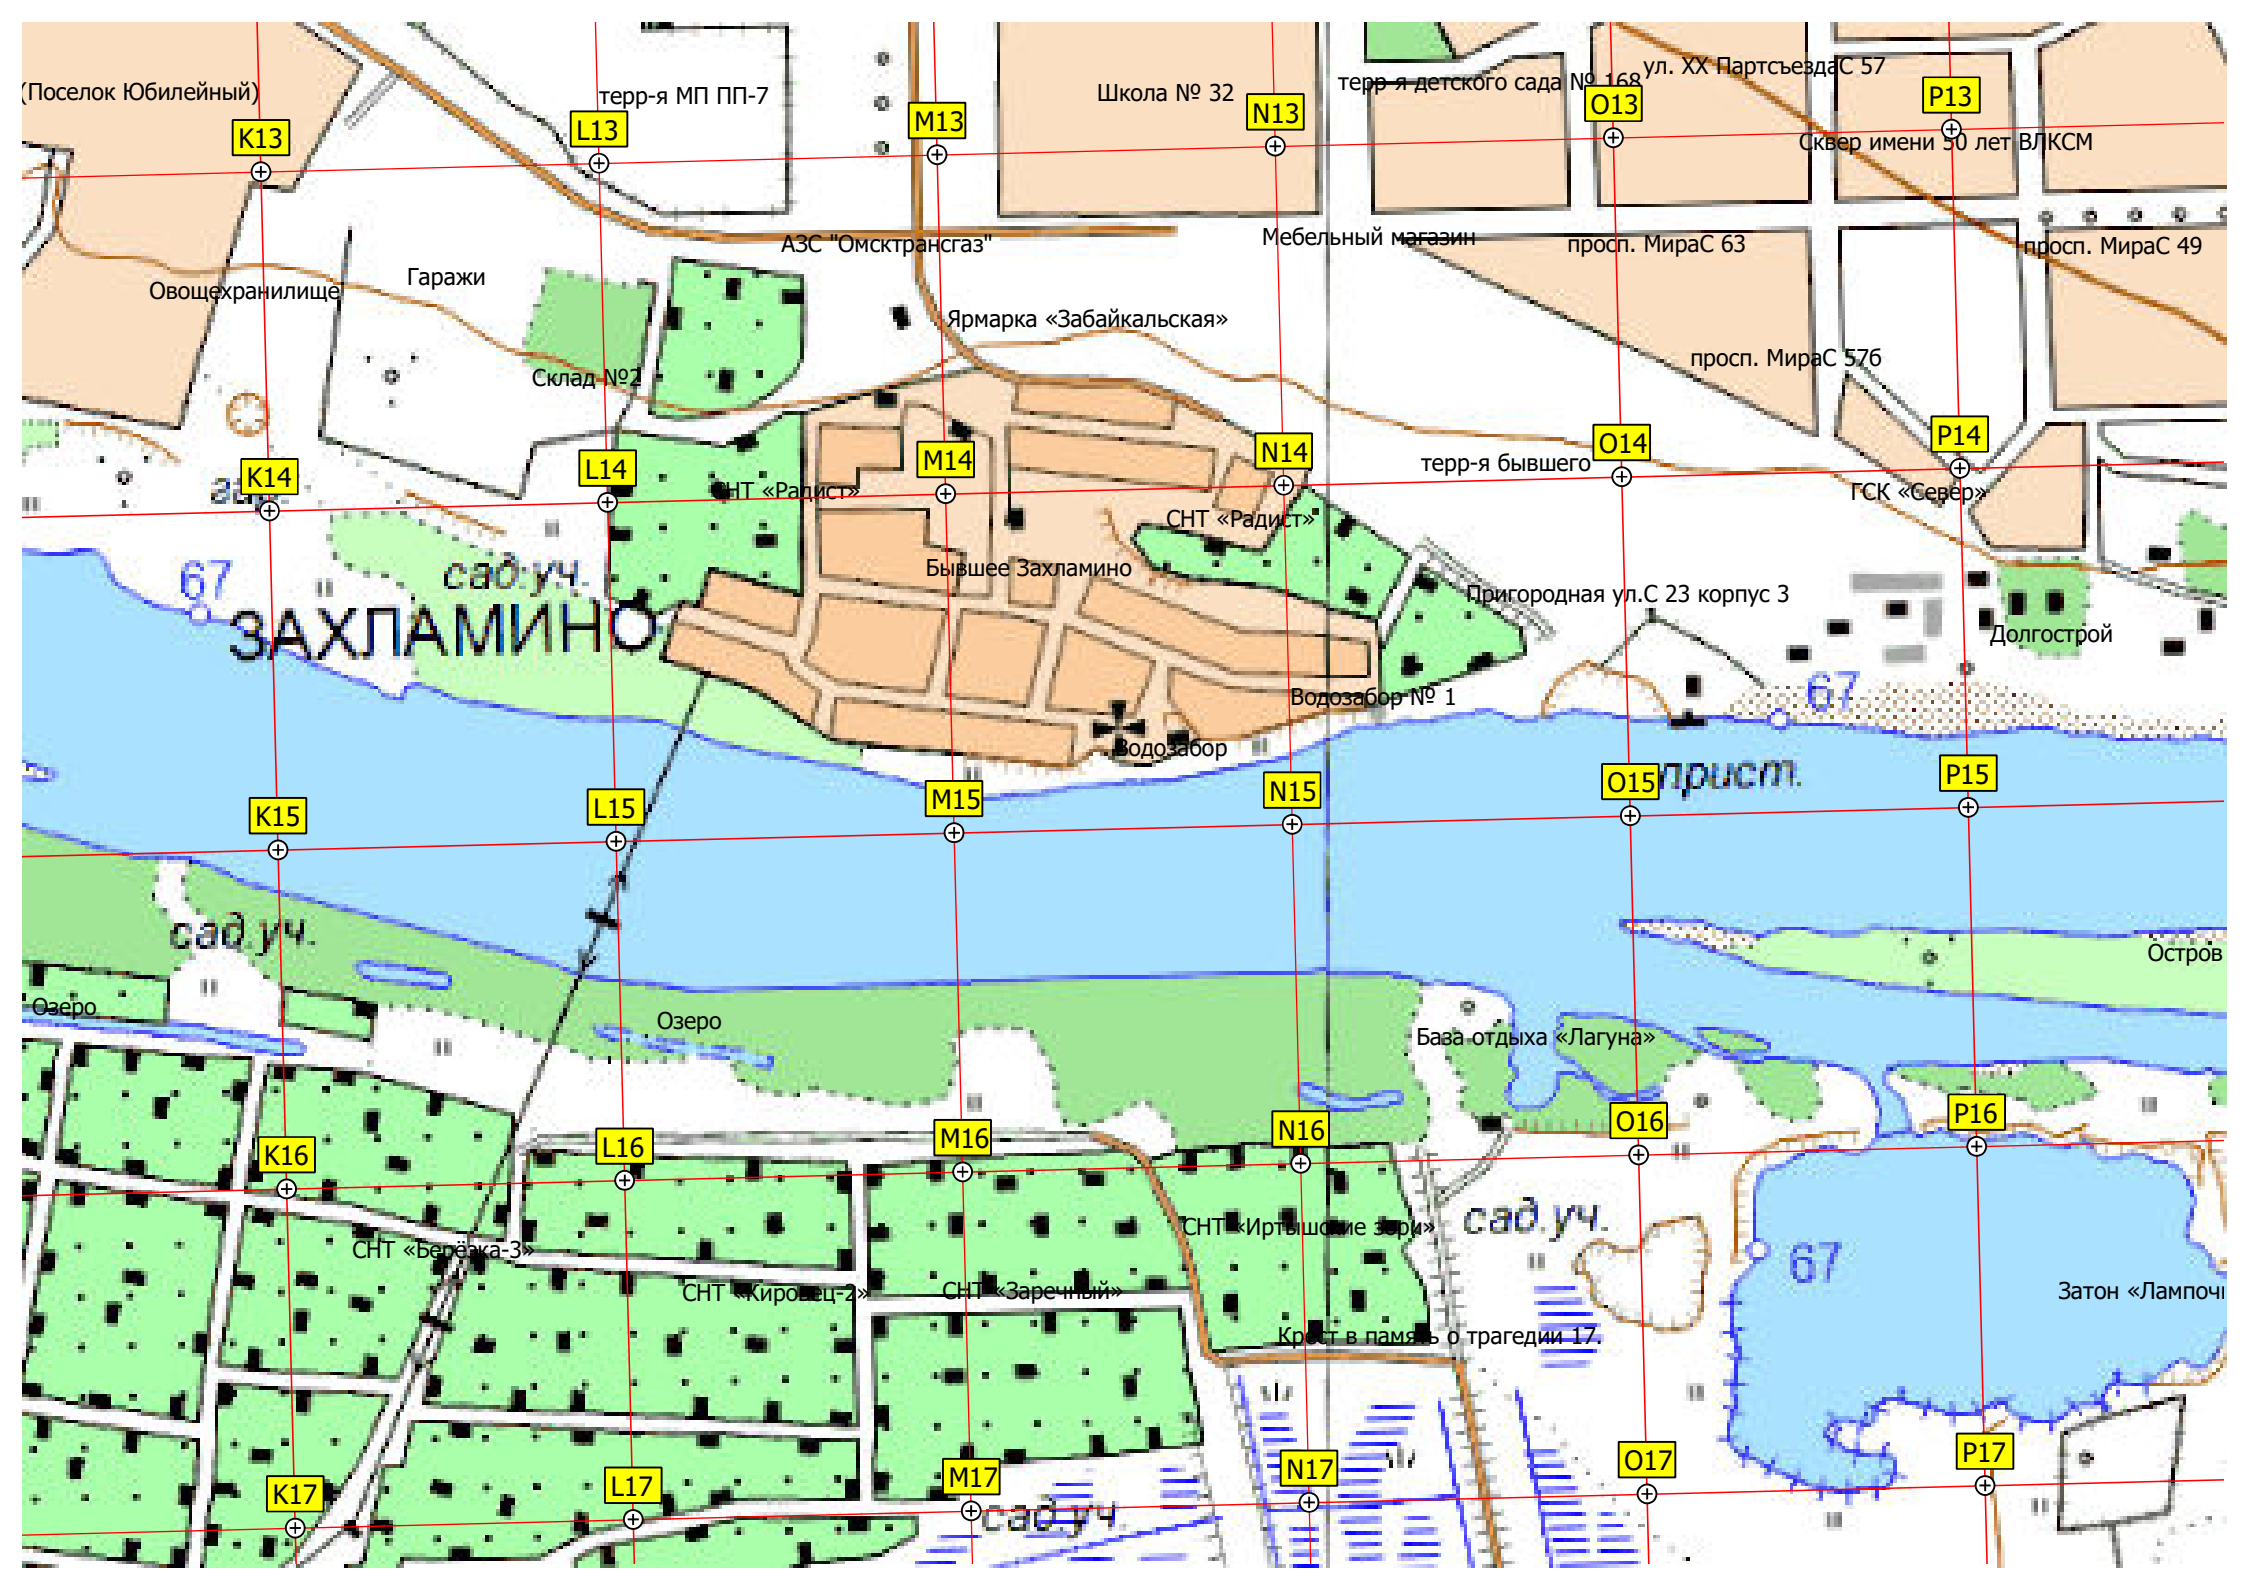 ул. XX ПартсъездаС 57
терр-я детского сада № 168
(Поселок Юбилейный)
терр-я МП ПП-7
Школа № 32
K13
L13
M13
N13
O13
P13
Сквер имени 50 лет ВЛКСМ
АЗС "Омсктрансгаз"
Мебельный магазин
просп. МираС 63
просп. МираС 49
Овощехранилище
Гаражи
Ярмарка «Забайкальская»
просп. МираС 57б
Склад №2
K14
L14
M14
N14
O14
P14
терр-я бывшего
СНТ «Радист»
ГСК «Север»
СНТ «Радист»
67
сад.уч.
Бывшее Захламино
Пригородная ул.С 23 корпус 3
ЗАХЛАМИНО
Долгострой
Водозабор № 1
67
Водозабор
прист.
K15
L15
M15
N15
O15
P15
сад.уч.
Остров
Озеро
Озеро
База отдыха «Лагуна»
K16
L16
M16
N16
O16
P16
СНТ «Иртышские зори»
сад.уч.
СНТ «Берёзка-3»
67
СНТ «Кировец-2»
СНТ «Заречный»
Затон «Лампочк
Крест в память о трагедии 17.
K17
L17
M17
N17
O17
P17
сад.уч.